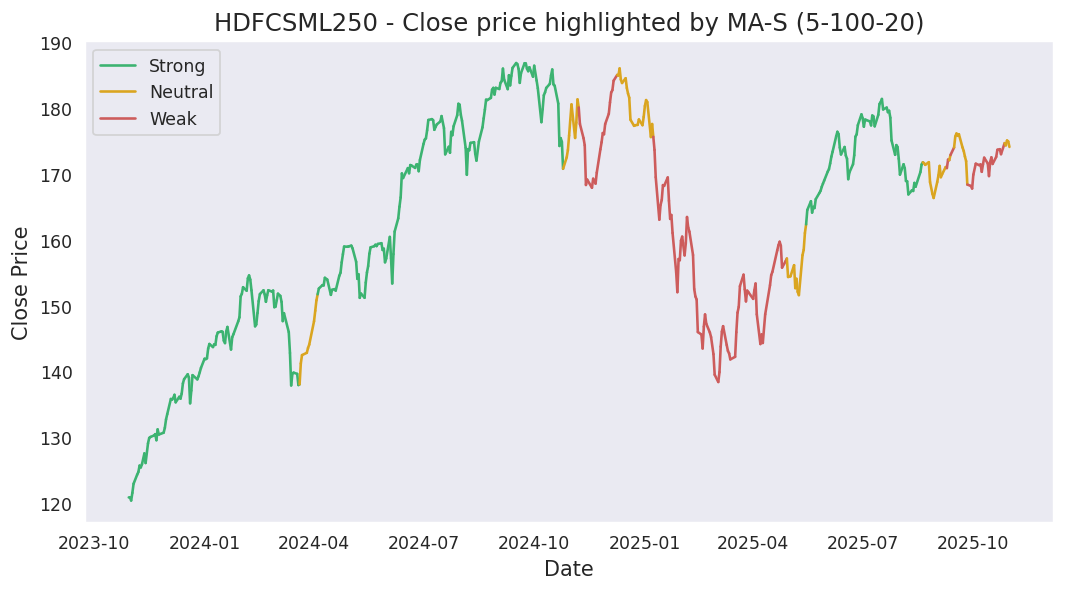 HDFCSML250 - Close price highlighted by MA-S (5-100-20)
Strong
Neutral
Weak
Close Price
190
180
170
160
150
140
130
120
2023-10 2024-01 2024-04 2024-07 2024-10 2025-01 2025-04 2025-07 2025-10
Date